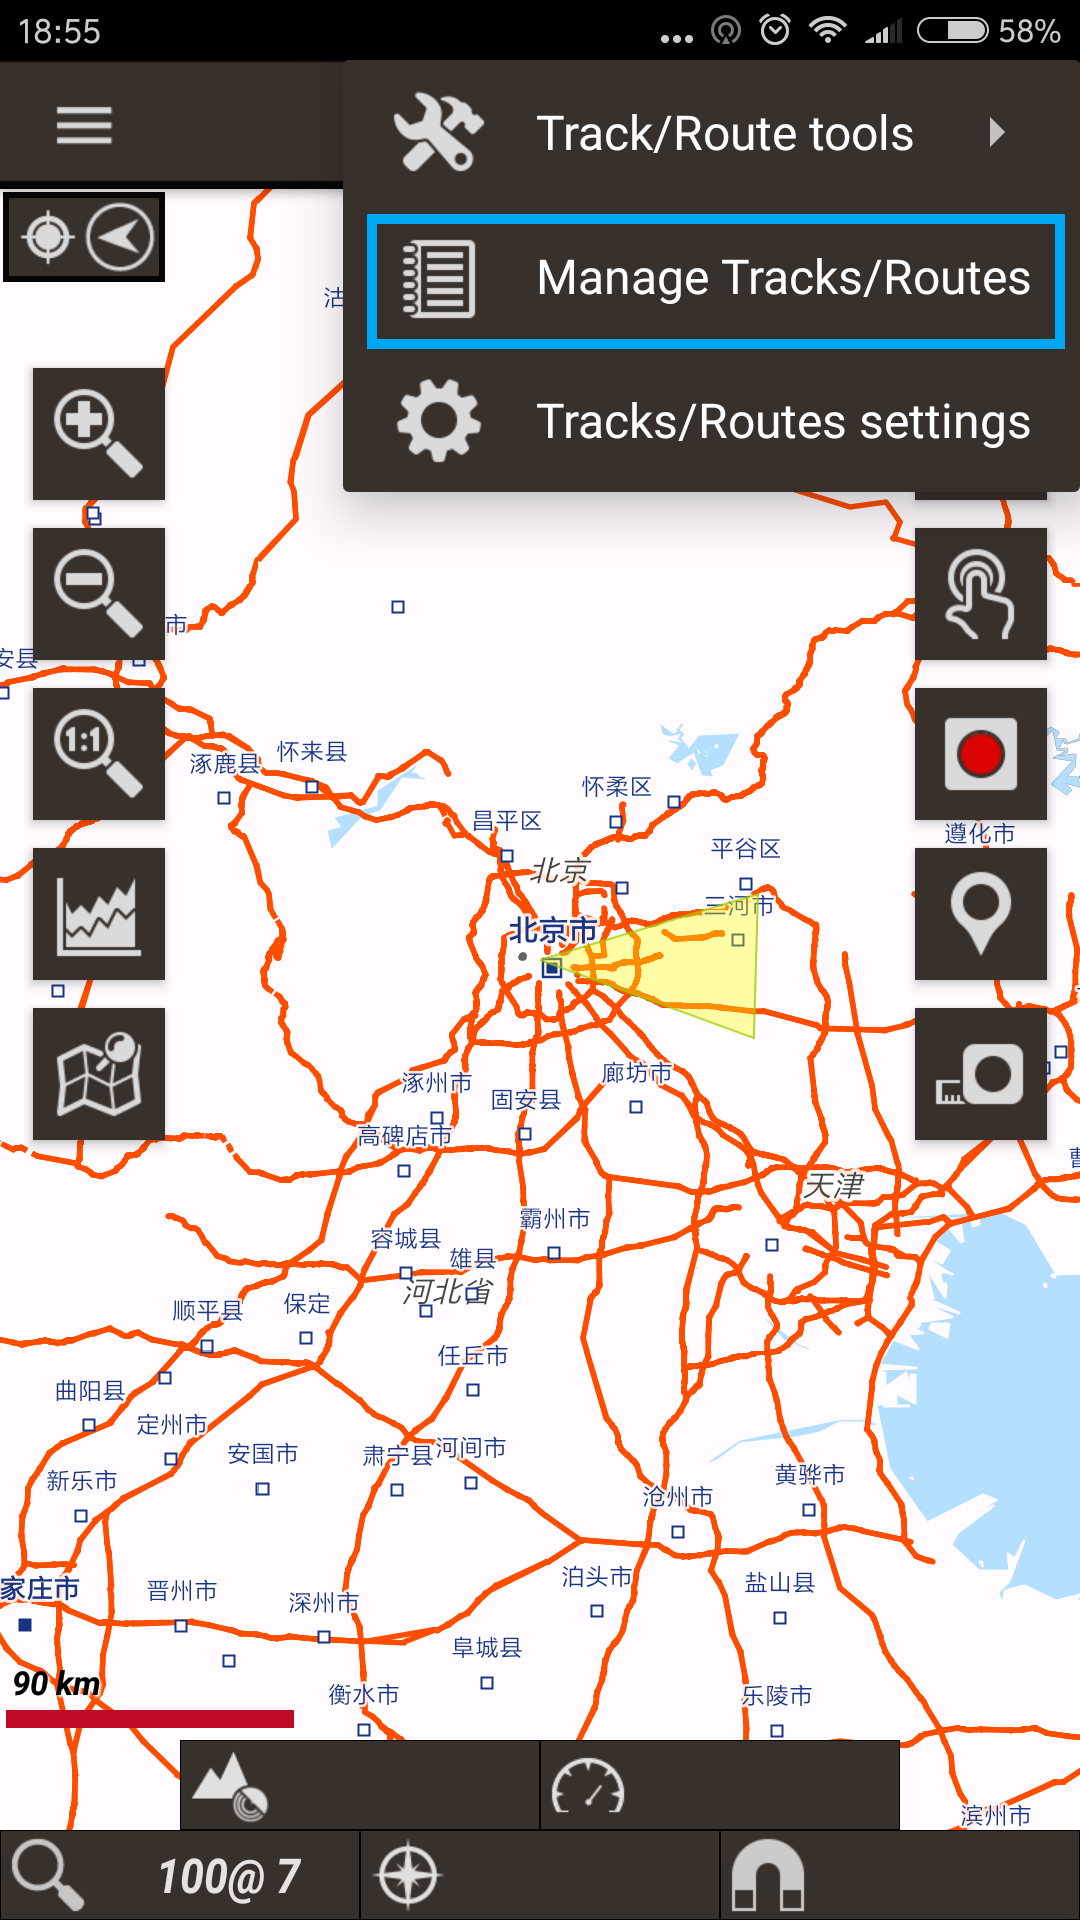 18:55
58%
Track/Route tools
Manage Tracks/Routes
Tracks/Routes settings
沽
市
安县
1:1
怀来县
涿鹿县
怀柔区
昌平区
遵化市
平谷区
北京
三河市
北京市
廊坊市
涿州市
固安县
高碑店市
曹
天津
霸州市
容城县
雄县
河北省
顺平县
保定
任丘市
曲阳县
定州市
安国市
肃宁县
河间市
新乐市
黄骅市
沧州市
泊头市
盐山县
家庄市
晋州市
深州市
阜城县
90 km
衡水市
乐陵市
滨州市
100@ 7